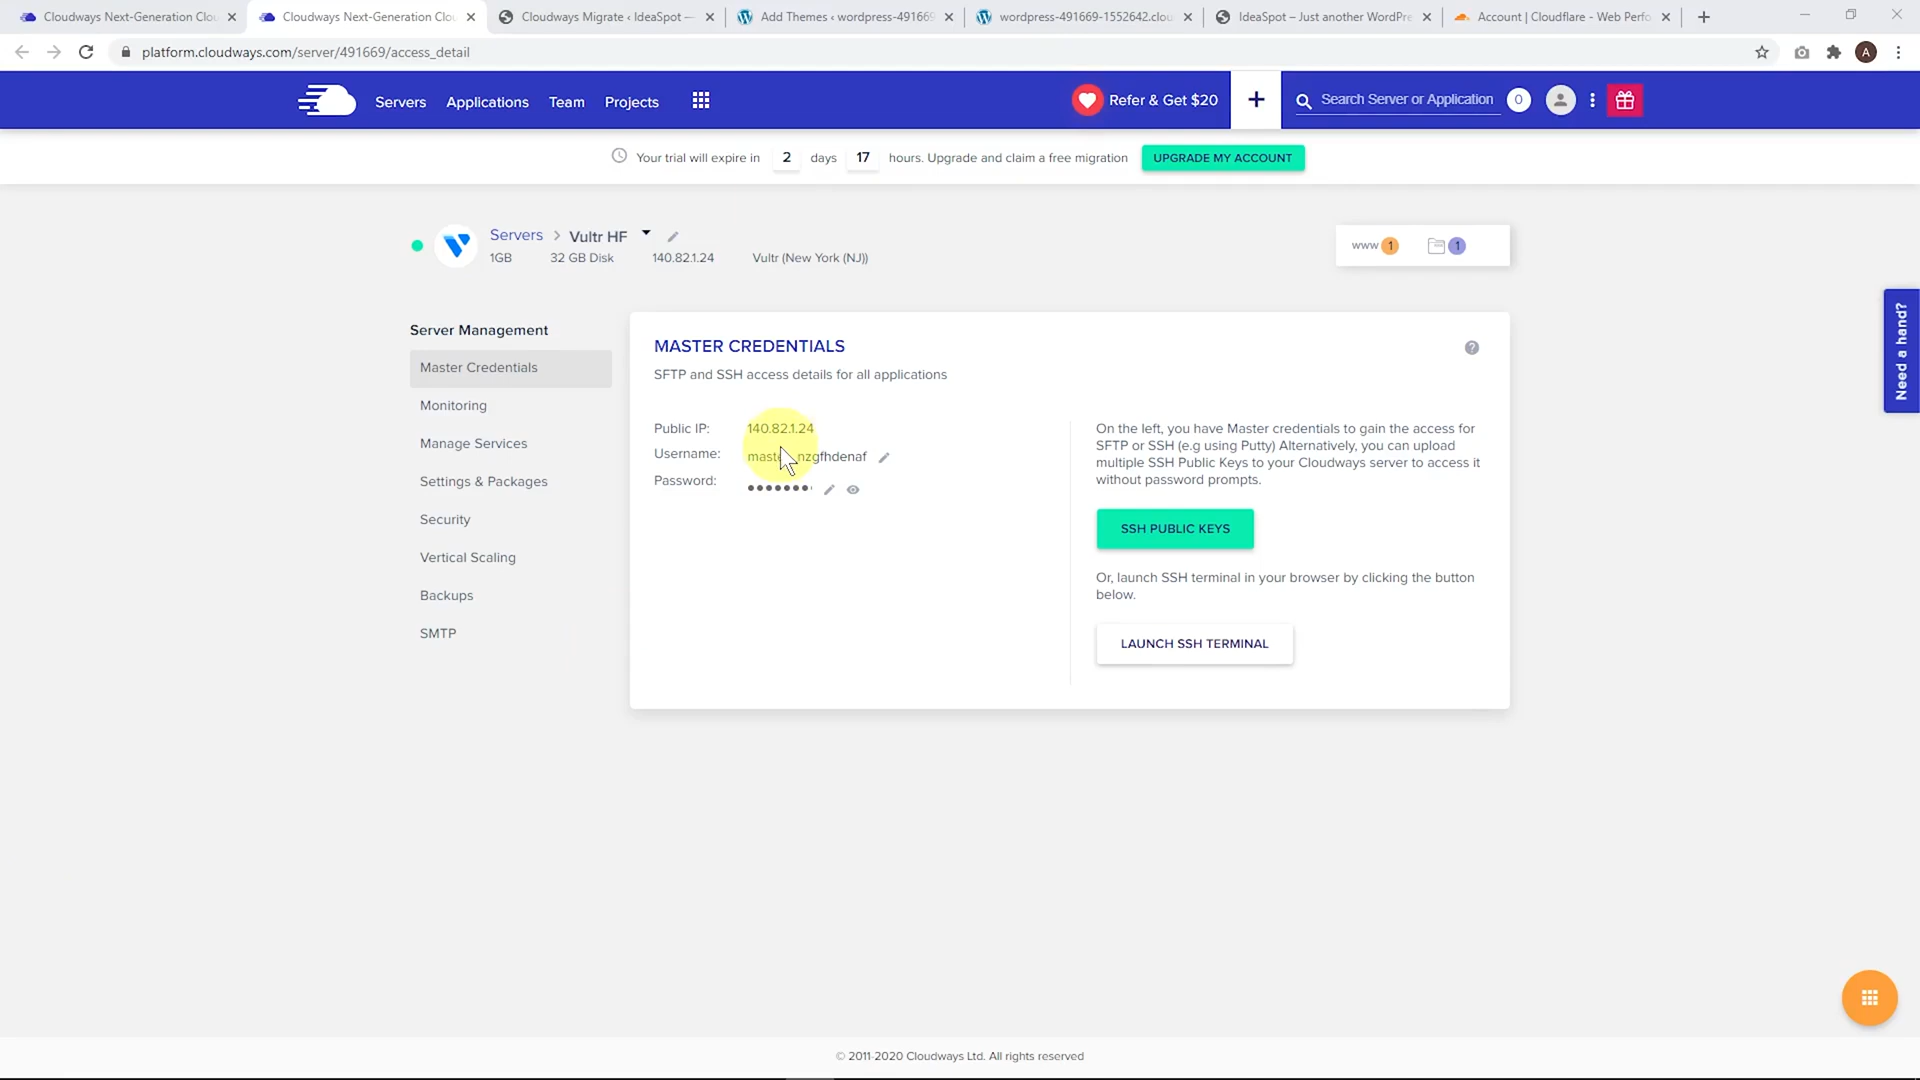 Cloudways Next-Generation Clou
Cloudways Next-Generation Clou
Cloudways Migrate ‹ IdeaSpot —
Add Themes ‹ wordpress-491669
wordpress-491669-1552642.clou
IdeaSpot – Just another WordPre
Account | Cloudflare - Web Perfo
platform.cloudways.com/server/491669/access_detail
A
Servers
Applications
Team
Projects
Refer & Get $20
+
Search Server or Application
0
Your trial will expire in 2 days 17 hours. Upgrade and claim a free migration
UPGRADE MY ACCOUNT
Servers > Vultr HF
1GB
32 GB Disk
140.82.1.24
Vultr (New York (NJ))
www 1
1
Need a hand?
Server Management
Master Credentials
Monitoring
Manage Services
Settings & Packages
Security
Vertical Scaling
Backups
SMTP
MASTER CREDENTIALS
SFTP and SSH access details for all applications
Public IP: 140.82.1.24
Username: nzgfhdenaf
Password:
On the left, you have Master credentials to gain the access for
SFTP or SSH (e.g using Putty) Alternatively, you can upload
multiple SSH Public Keys to your Cloudways server to access it
without password prompts.
SSH PUBLIC KEYS
Or, launch SSH terminal in your browser by clicking the button
below.
LAUNCH SSH TERMINAL
© 2011-2020 Cloudways Ltd. All rights reserved